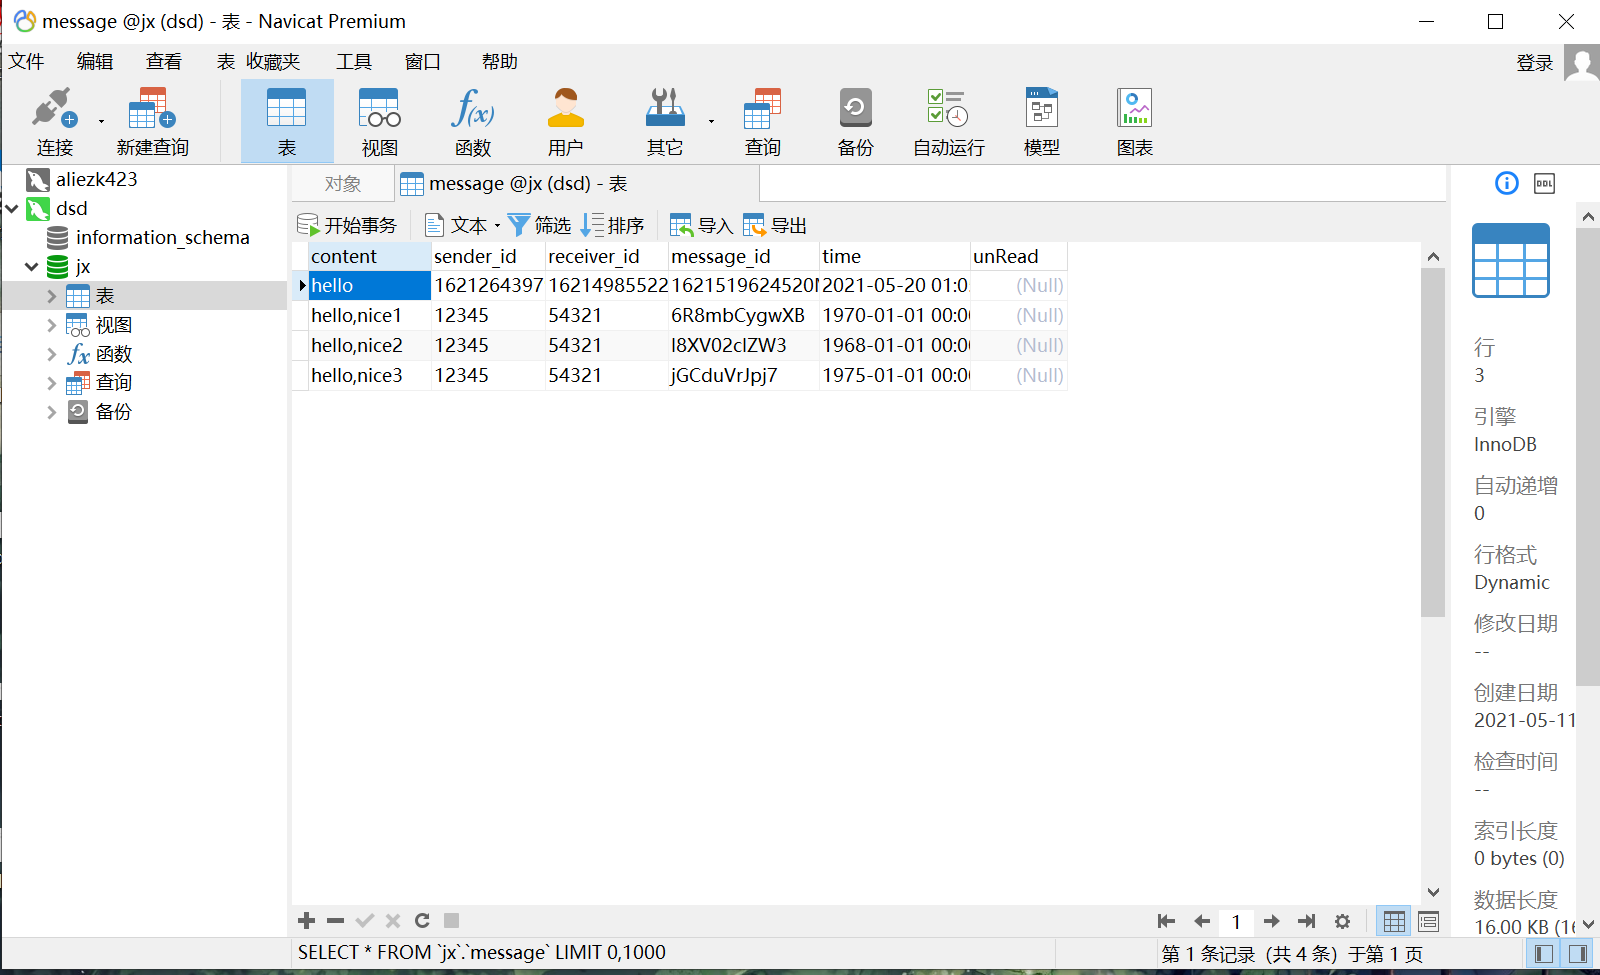 message @jx (dsd) - 表 - Navicat Premium
文件 编辑 查看 表 收藏夹 工具 窗口 帮助 登录
连接 新建查询 表 视图 函数 用户 其它 查询 备份 自动运行 模型 图表
aliezk423
dsd
information_schema
jx
表
视图
函数
查询
备份
对象 message @jx (dsd) - 表
开始事务 文本 筛选 排序 导入 导出
content sender_id receiver_id message_id time unRead
hello 1621264397 16214985522 1621519624520 2021-05-20 01:0 (Null)
hello,nice1 12345 54321 6R8mbCygwXB 1970-01-01 00:0 (Null)
hello,nice2 12345 54321 1968-01-01 00:0 (Null)
hello,nice3 12345 54321 jGCduVrJpj7 1975-01-01 00:0 (Null)
DDL
行
3
引擎
InnoDB
自动递增
0
行格式
Dynamic
修改日期
--
创建日期
2021-05-11
检查时间
--
索引长度
0 bytes (0)
数据长度
16.00 KB (16
1
SELECT * FROM `jx`.`message` LIMIT 0,1000
第 1 条记录 (共 4 条) 于第 1 页